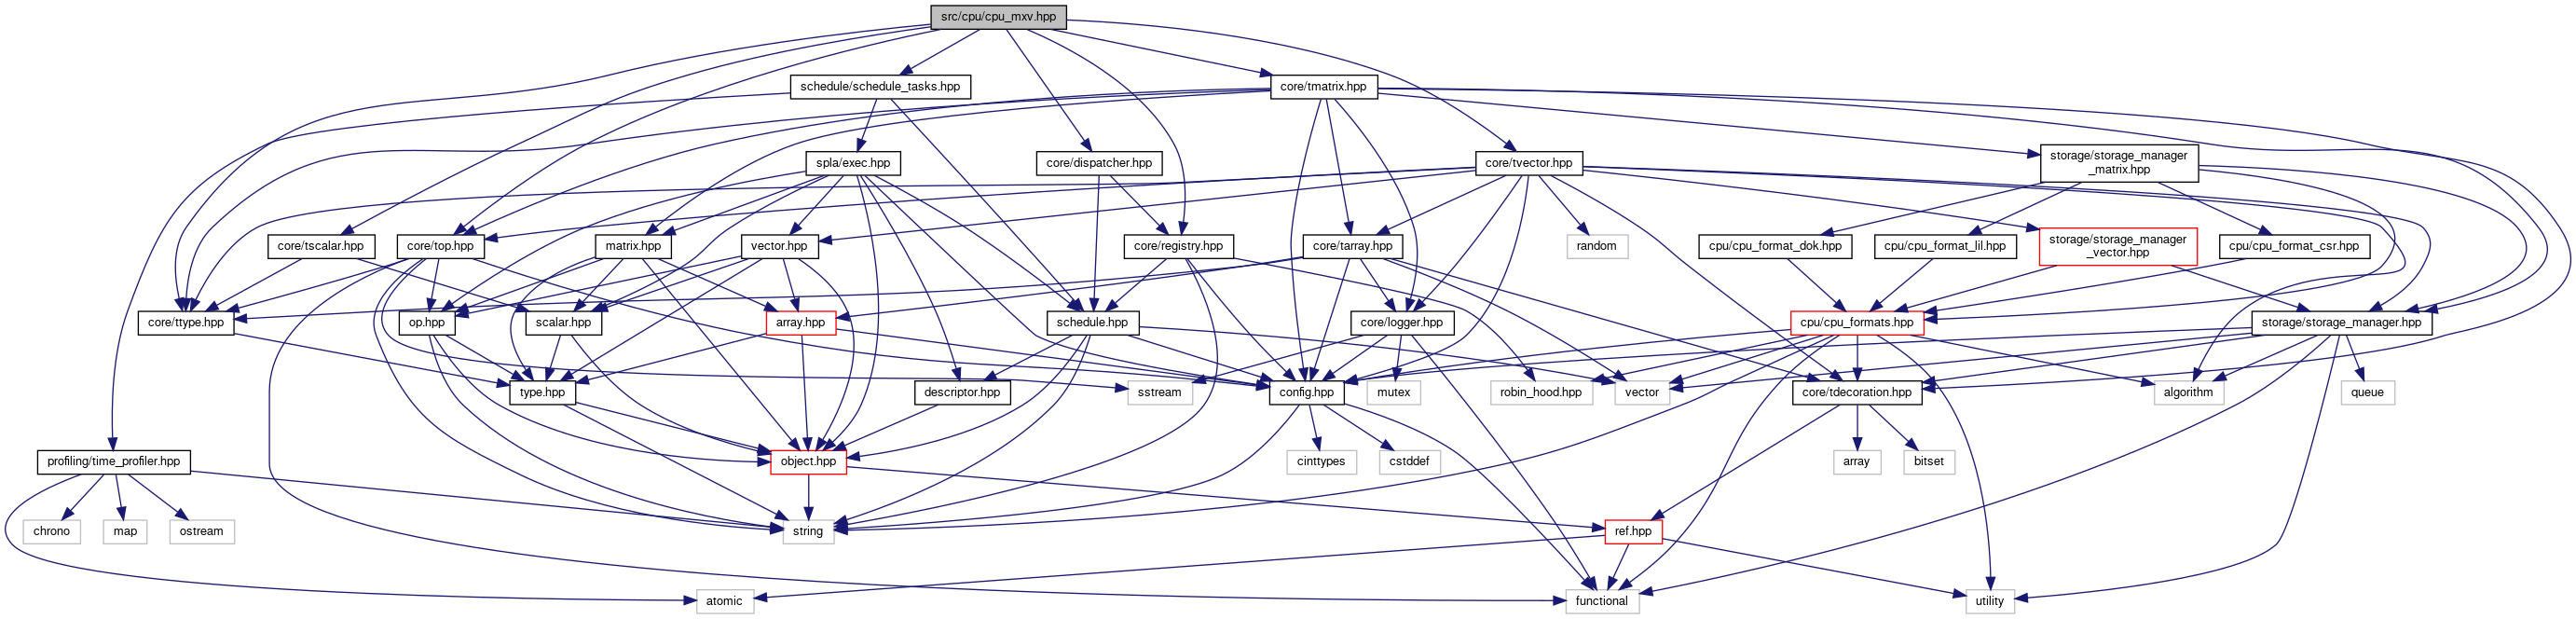 src/cpu/cpu_mxv.hpp
schedule/schedule_tasks.hpp
core/tmatrix.hpp
spla/exec.hpp
core/dispatcher.hpp
core/tvector.hpp
storage/storage_manager
_matrix.hpp
core/tscalar.hpp
core/top.hpp
matrix.hpp
vector.hpp
core/registry.hpp
core/tarray.hpp
random
cpu/cpu_format_dok.hpp
cpu/cpu_format_lil.hpp
storage/storage_manager
_vector.hpp
cpu/cpu_format_csr.hpp
core/ttype.hpp
op.hpp
scalar.hpp
array.hpp
schedule.hpp
core/logger.hpp
cpu/cpu_formats.hpp
storage/storage_manager.hpp
type.hpp
descriptor.hpp
sstream
config.hpp
mutex
robin_hood.hpp
vector
core/tdecoration.hpp
algorithm
queue
profiling/time_profiler.hpp
object.hpp
cinttypes
cstddef
array
bitset
chrono
map
ostream
string
ref.hpp
atomic
functional
utility